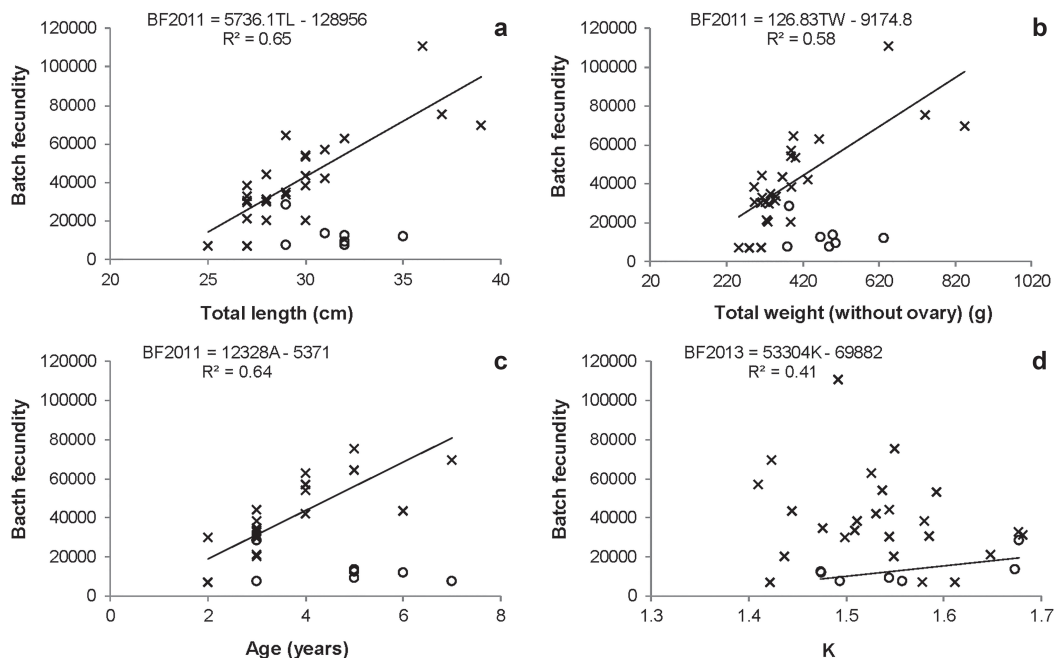 BF2011 = 5736.1TL - 128956
R² = 0.65
a
120000
100000
80000
60000
40000
20000
0
Batch fecundity
20
25
30
35
40
Total length (cm)
BF2011 = 126.83TW - 9174.8
R² = 0.58
b
120000
100000
80000
60000
40000
20000
0
Batch fecundity
20
220
420
620
820
1020
Total weight (without ovary) (g)
BF2011 = 12328A - 5371
R² = 0.64
c
120000
100000
80000
60000
40000
20000
0
Bacth fecundity
0
2
4
6
8
Age (years)
BF2013 = 53304K - 69882
R² = 0.41
d
120000
100000
80000
60000
40000
20000
0
Batch fecundity
1.3
1.4
1.5
1.6
1.7
K